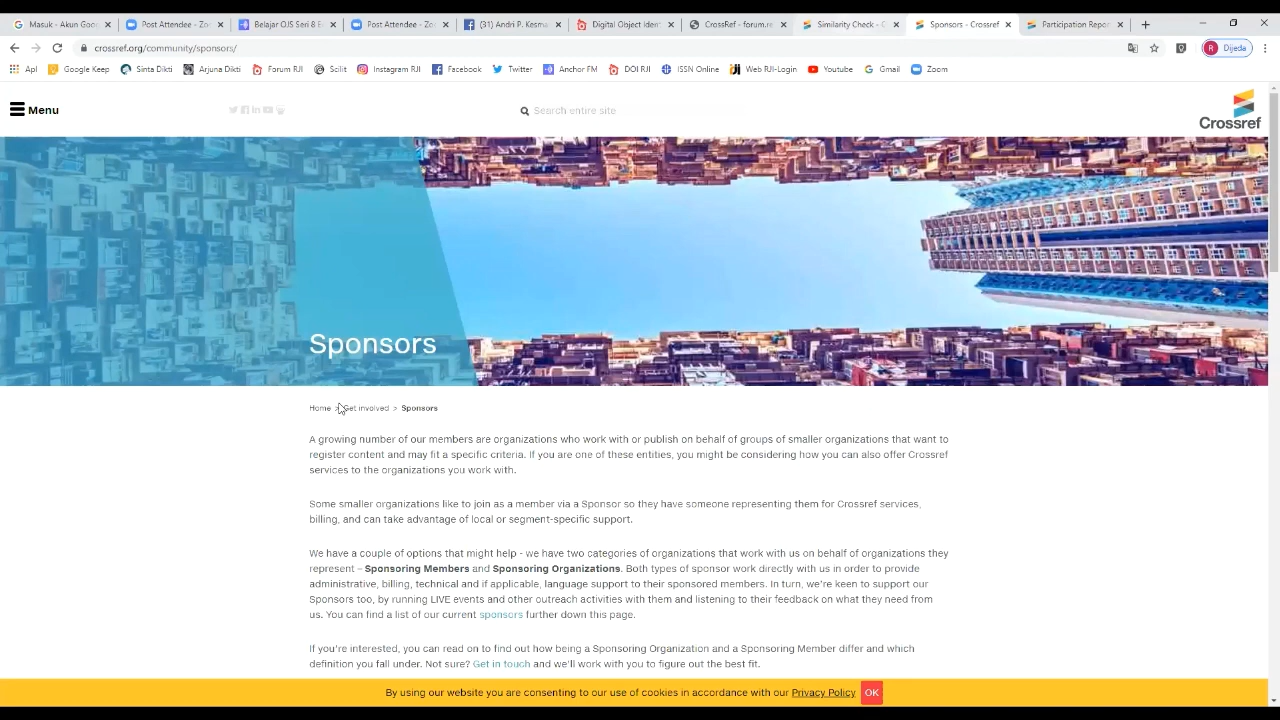 Masuk - Akun Goo
Post Attendee - Zo
Belajar OJS Seri 8 E
Post Attendee - Zo
(31) Andri P. Kesma
Digital Object Iden
CrossRef - forum.re
Similarity Check - C
Sponsors - Crossref
Participation Repor
crossref.org/community/sponsors/
R
Dijeda
Apl
Google Keep
Sinta Dikti
Arjuna Dikti
Forum RJI
Scilit
Instagram RJI
Facebook
Twitter
Anchor FM
DOI RJI
ISSN Online
Web RJI-Login
Youtube
Gmail
Zoom
Menu
Search entire site
Crossref
Sponsors
Home > Get involved > Sponsors
A growing number of our members are organizations who work with or publish on behalf of groups of smaller organizations that want to
register content and may fit a specific criteria. If you are one of these entities, you might be considering how you can also offer Crossref
services to the organizations you work with.
Some smaller organizations like to join as a member via a Sponsor so they have someone representing them for Crossref services,
billing, and can take advantage of local or segment-specific support.
We have a couple of options that might help - we have two categories of organizations that work with us on behalf of organizations they
represent – Sponsoring Members and Sponsoring Organizations. Both types of sponsor work directly with us in order to provide
administrative, billing, technical and if applicable, language support to their sponsored members. In turn, we're keen to support our
Sponsors too, by running LIVE events and other outreach activities with them and listening to their feedback on what they need from
us. You can find a list of our current sponsors further down this page.
If you're interested, you can read on to find out how being a Sponsoring Organization and a Sponsoring Member differ and which
definition you fall under. Not sure? Get in touch and we'll work with you to figure out the best fit.
By using our website you are consenting to our use of cookies in accordance with our Privacy Policy OK